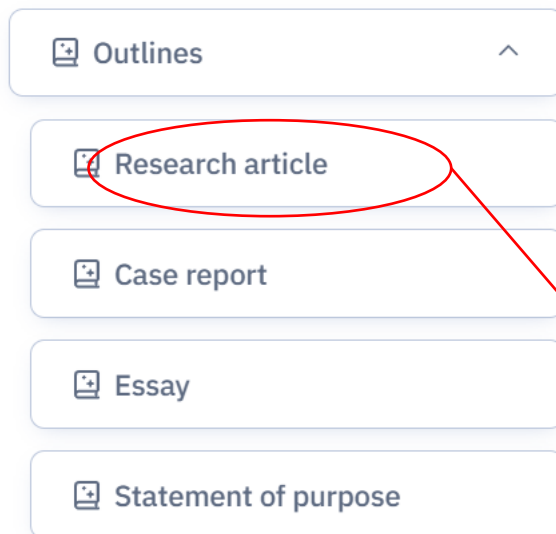 Outlines
Research article
Case report
Essay
Statement of purpose